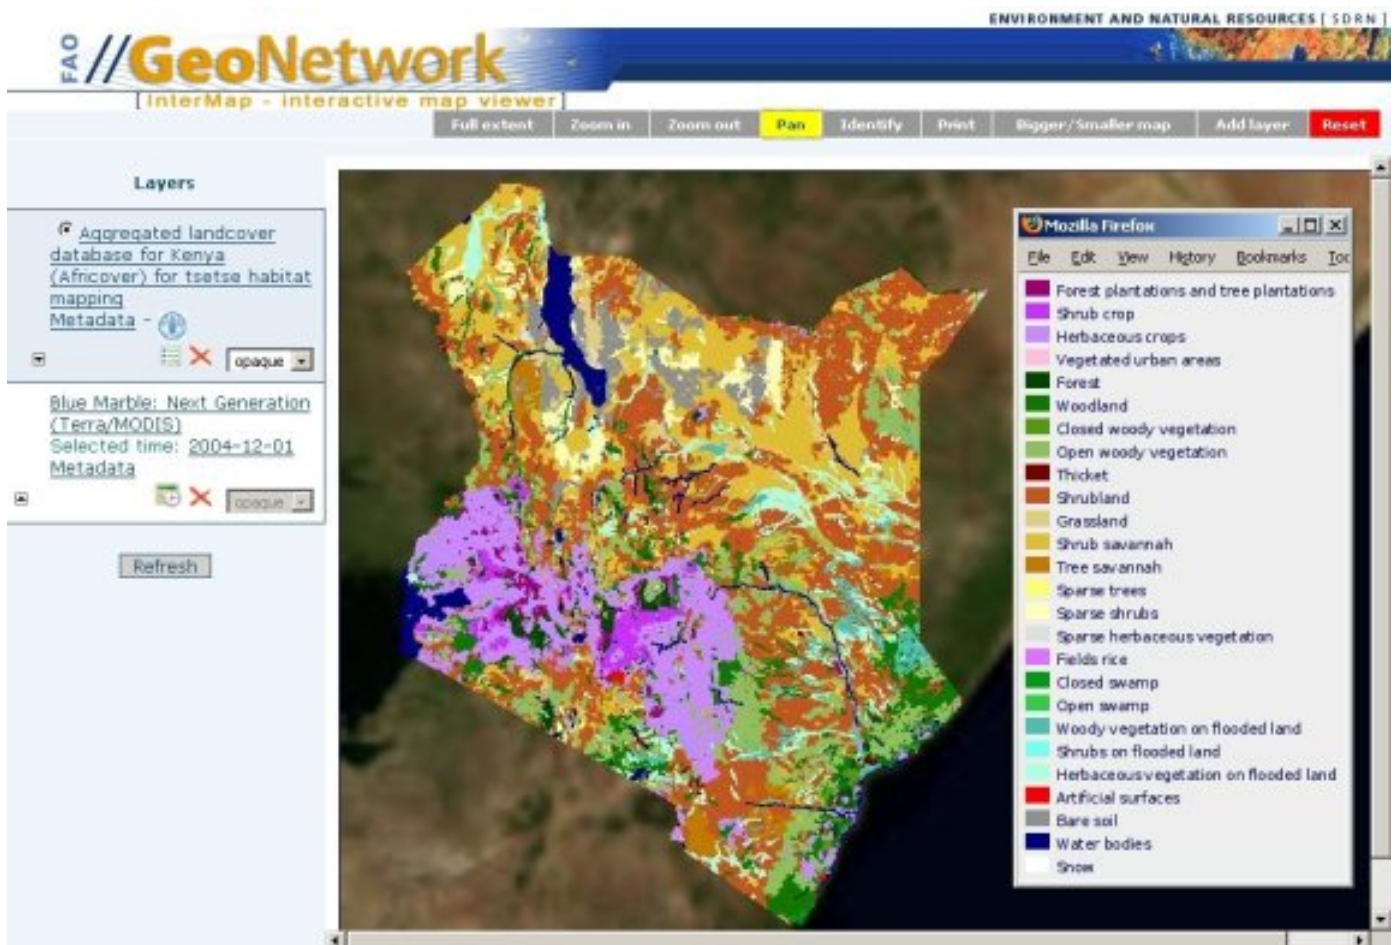 ENVIRONMENT AND NATURAL RESOURCES [ SDRN ]
FAO //GeoNetwork
[InterMap - interactive map viewer]
Full extent Zoom in Zoom out Pan Identify Print Bigger/Smaller map Add layer Reset
Layers
Aggregated landcover
database for Kenya
(Africover) for tsetse habitat
mapping
Metadata -
opaque
Blue Marble: Next Generation
(Terra/MODIS)
Selected time: 2004-12-01
Metadata
opaque
Refresh
Mozilla Firefox
File Edit View History Bookmarks Too
Forest plantations and tree plantations
Shrub crop
Herbaceous crops
Vegetated urban areas
Forest
Woodland
Closed woody vegetation
Open woody vegetation
Thicket
Shrubland
Grassland
Shrub savannah
Tree savannah
Sparse trees
Sparse shrubs
Sparse herbaceous vegetation
Fields rice
Closed swamp
Open swamp
Woody vegetation on flooded land
Shrubs on flooded land
Herbaceous vegetation on flooded land
Artificial surfaces
Bare soil
Water bodies
Snow